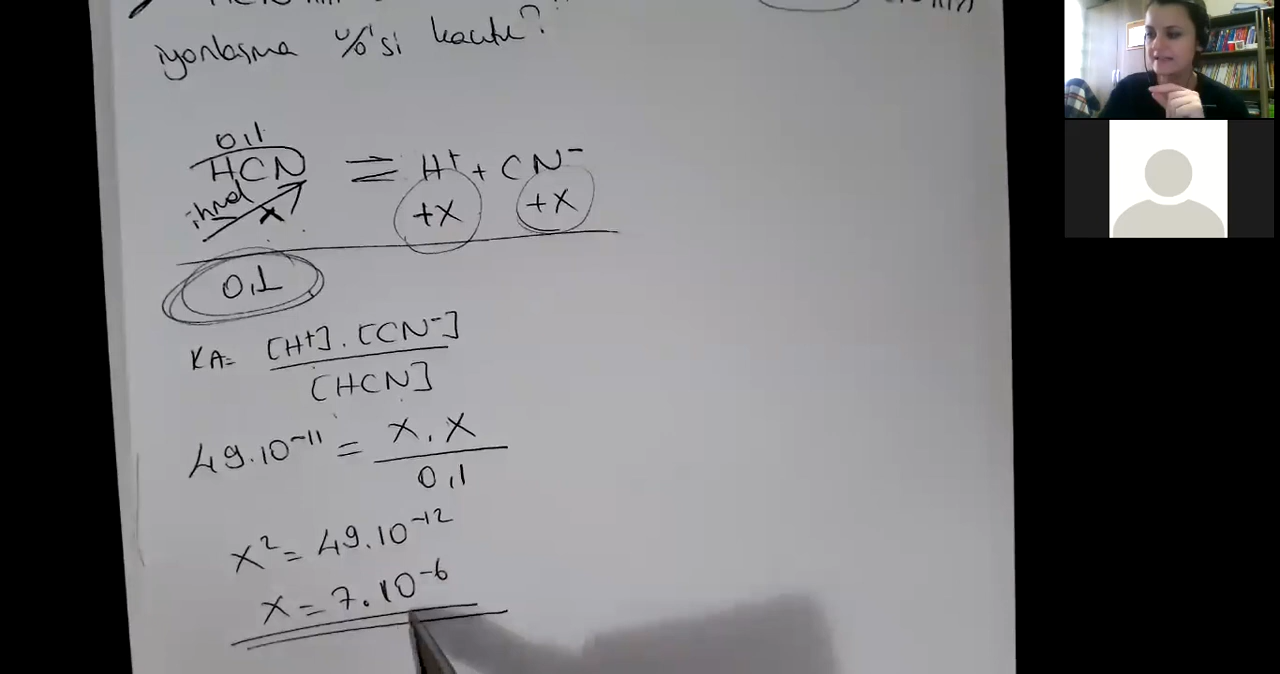 iyonlaşma %'si kaçtır?
0,1
HCN ⇌ H⁺ + CN⁻
ihmal x +x +x
0,1
KA= [H⁺].[CN⁻]
[HCN]
49.10⁻¹¹ = x.x
0,1
x² = 49.10⁻¹²
x = 7.10⁻⁶